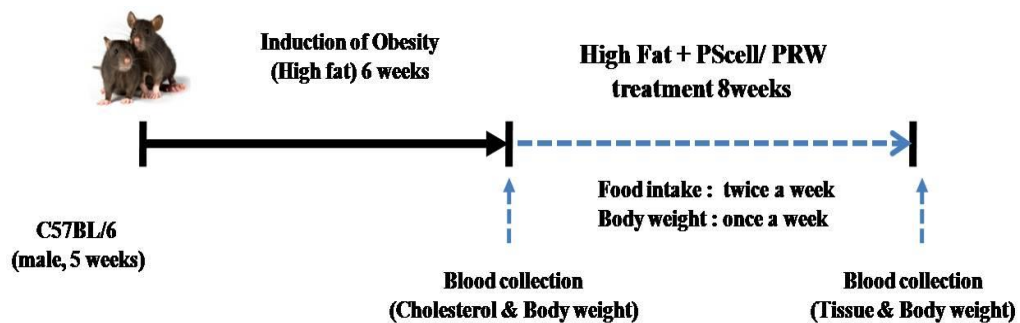 Induction of Obesity
(High fat) 6 weeks
High Fat + PScell/ PRW
treatment 8weeks
Food intake : twice a week
Body weight : once a week
C57BL/6
(male, 5 weeks)
Blood collection
(Cholesterol & Body weight)
Blood collection
(Tissue & Body weight)